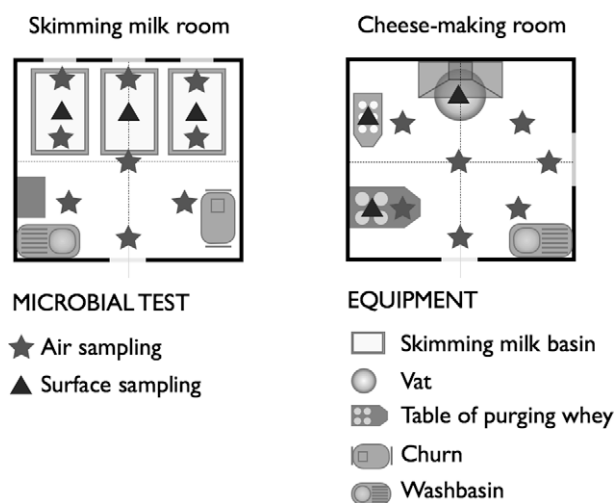 Skimming milk room
Cheese-making room
MICROBIAL TEST
Air sampling
Surface sampling
EQUIPMENT
Skimming milk basin
Vat
Table of purging whey
Churn
Washbasin